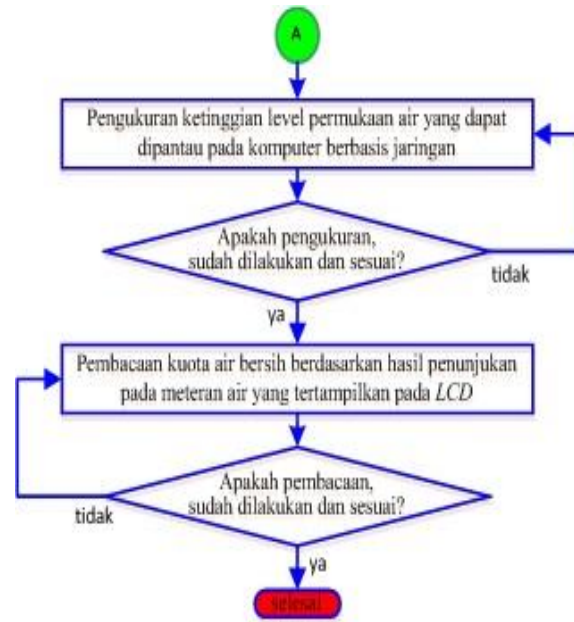 A
Pengukuran ketinggian level permukaan air yang dapat
dipantau pada komputer berbasis jaringan
Apakah pengukuran,
sudah dilakukan dan sesuai?
tidak
ya
Pembacaan kuota air bersih berdasarkan hasil penunjukan
pada meteran air yang tertampilkan pada LCD
Apakah pembacaan,
sudah dilakukan dan sesuai?
tidak
ya
selesai